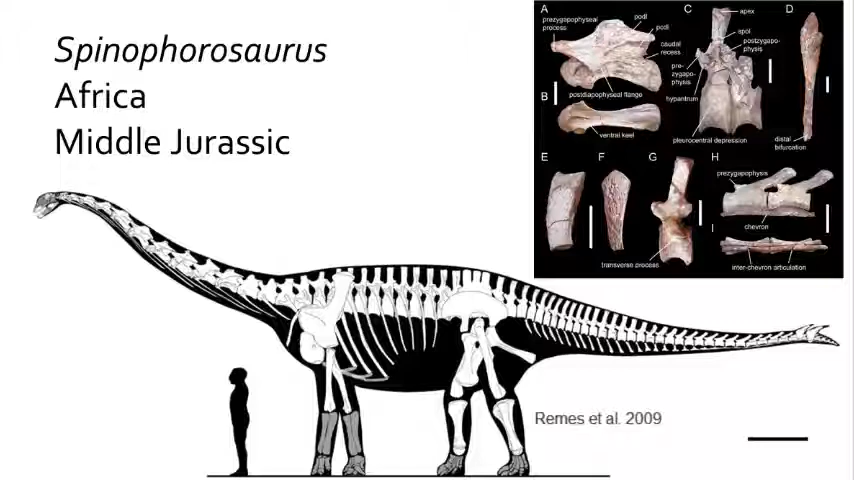 Spinophorosaurus
Africa
Middle Jurassic
A
prezygapophyseal
process
podl
pcdl
caudal
recess
postdiapophyseal flange
B
ventral keel
C
apex
spol
postzygapo-
physis
pre-
zygapo-
physis
hypantrum
pleurocentral depression
D
distal
bifurcation
E
F
G
transverse process
H
prezygapophysis
chevron
I
inter-chevron articulation
Remes et al. 2009